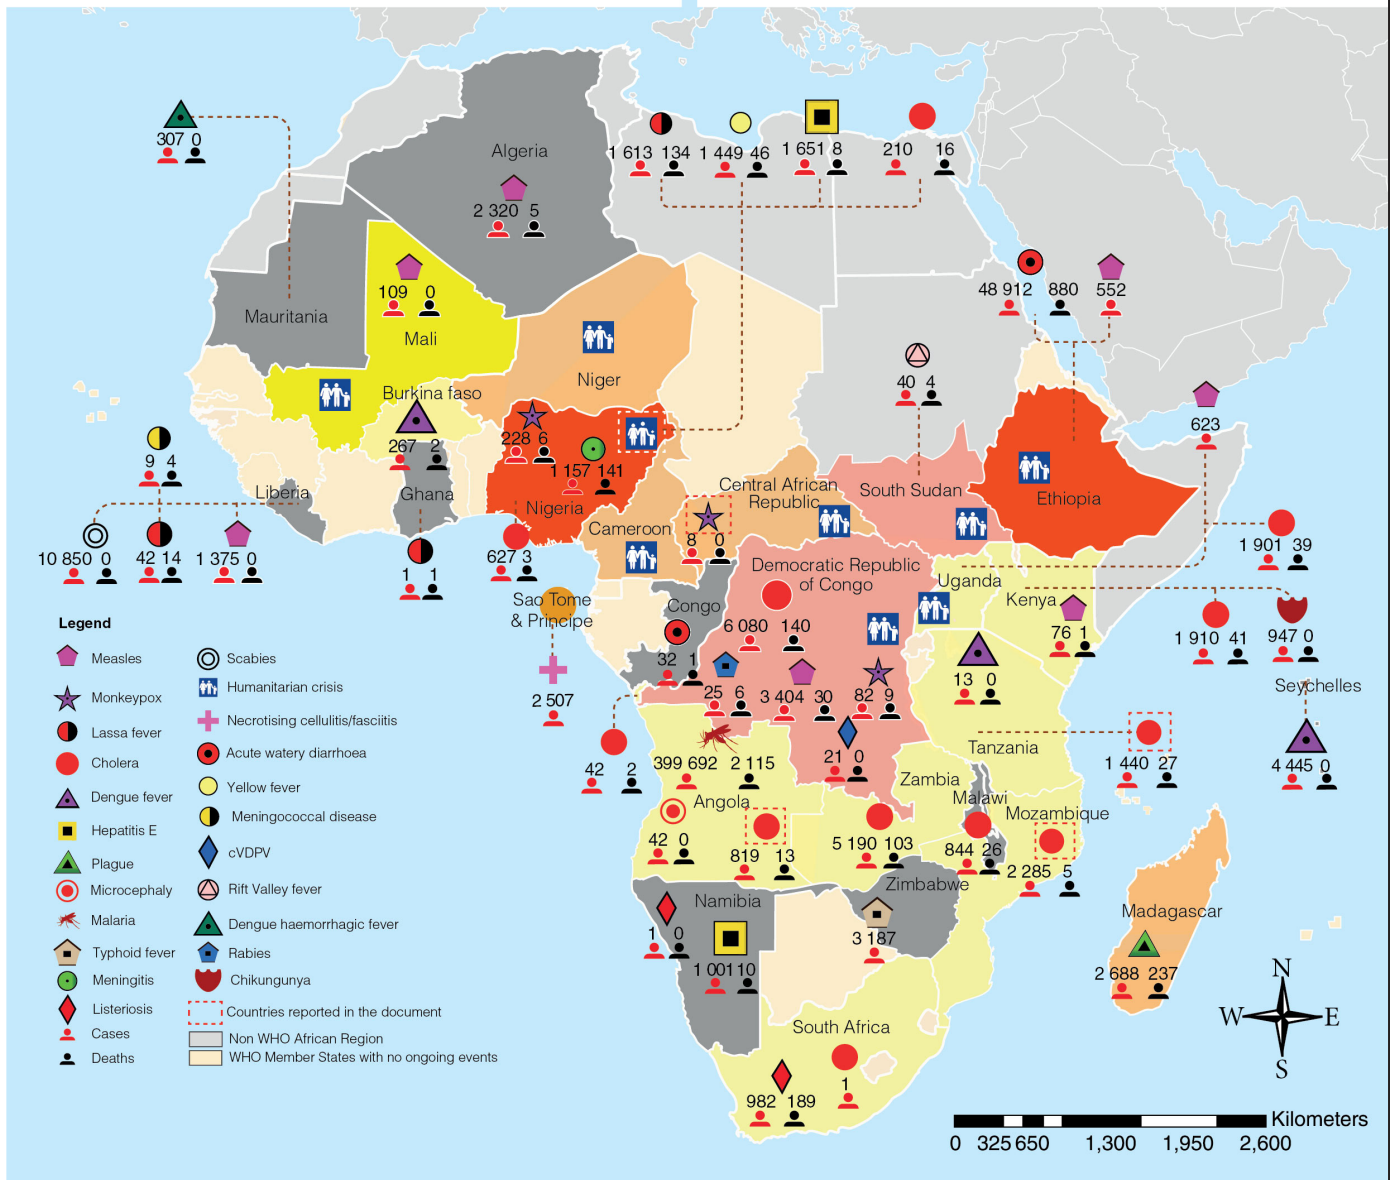 307 0
Algeria
2 320 5
1 613 134
1 449 46
1 651 8
210 16
48 912 880
552
Mauritania
109 0
Mali
Niger
Burkina faso
267 2
228 6
1 157 141
Nigeria
40 4
623
9 4
Liberia
Ghana
10 850 0
42 14
1 375 0
1 1
627 3
Cameroon
Central African
Republic
8 0
South Sudan
Ethiopia
1 901 39
Democratic Republic
of Congo
Uganda
Kenya
Sao Tome
& Principe
2 507
Congo
32 1
6 080 140
76 1
1 910 41
947 0
25 6
3 404 30
82 9
13 0
Seychelles
4 445 0
21 0
Tanzania
1 440 27
42 2
399 692 2 115
Angola
42 0
819 13
Zambia
Malawi
Mozambique
5 190 103
844 26
2 285 5
Zimbabwe
3 187
Namibia
1 0
1 001 10
Madagascar
2 688 237
South Africa
982 189
1
Legend
Measles
Monkeypox
Lassa fever
Cholera
Dengue fever
Hepatitis E
Plague
Microcephaly
Malaria
Typhoid fever
Meningitis
Listeriosis
Cases
Deaths
Scabies
Humanitarian crisis
Necrotising cellulitis/fasciitis
Acute watery diarrhoea
Yellow fever
Meningococcal disease
cVDPV
Rift Valley fever
Dengue haemorrhagic fever
Rabies
Chikungunya
Countries reported in the document
Non WHO African Region
WHO Member States with no ongoing events
N
W E
S
Kilometers
0 325 650 1,300 1,950 2,600